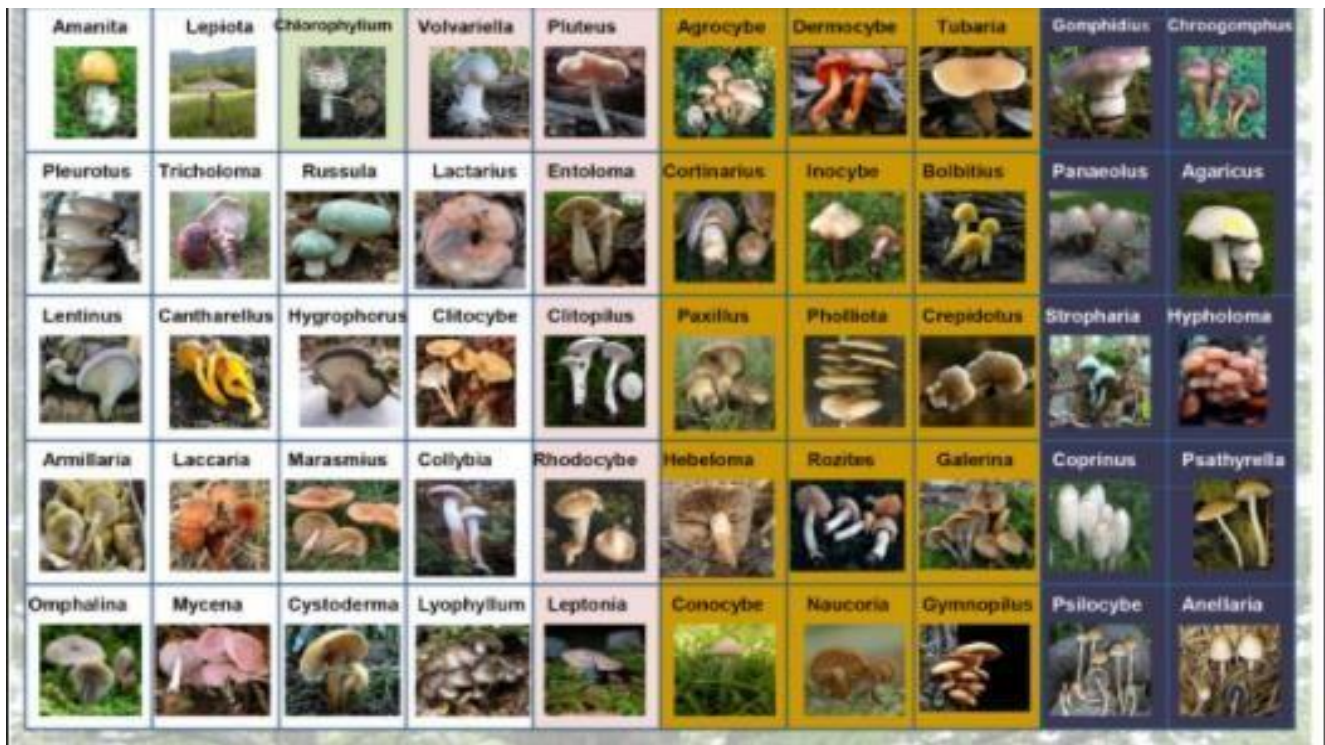 Amanita Lepiota Chlorophyllum Volvariella Pluteus Agrocybe Dermocybe Tubaria Gomphidius Chroogomphus
Pleurotus Tricholoma Russula Lactarius Entoloma Cortinarius Inocybe Bolbitius Panaeolus Agaricus
Lentinus Cantharellus Hygrophorus Clitocybe Clitopilus Paxillus Pholliota Crepidotus Stropharia Hypholoma
Armillaria Laccaria Marasmius Collybia Rhodocybe Hebeloma Rozites Galerina Coprinus Psathyrella
Omphalina Mycena Cystoderma Lyophyllum Leptonia Conocybe Naucoria Gymnopilus Psilocybe Anellaria